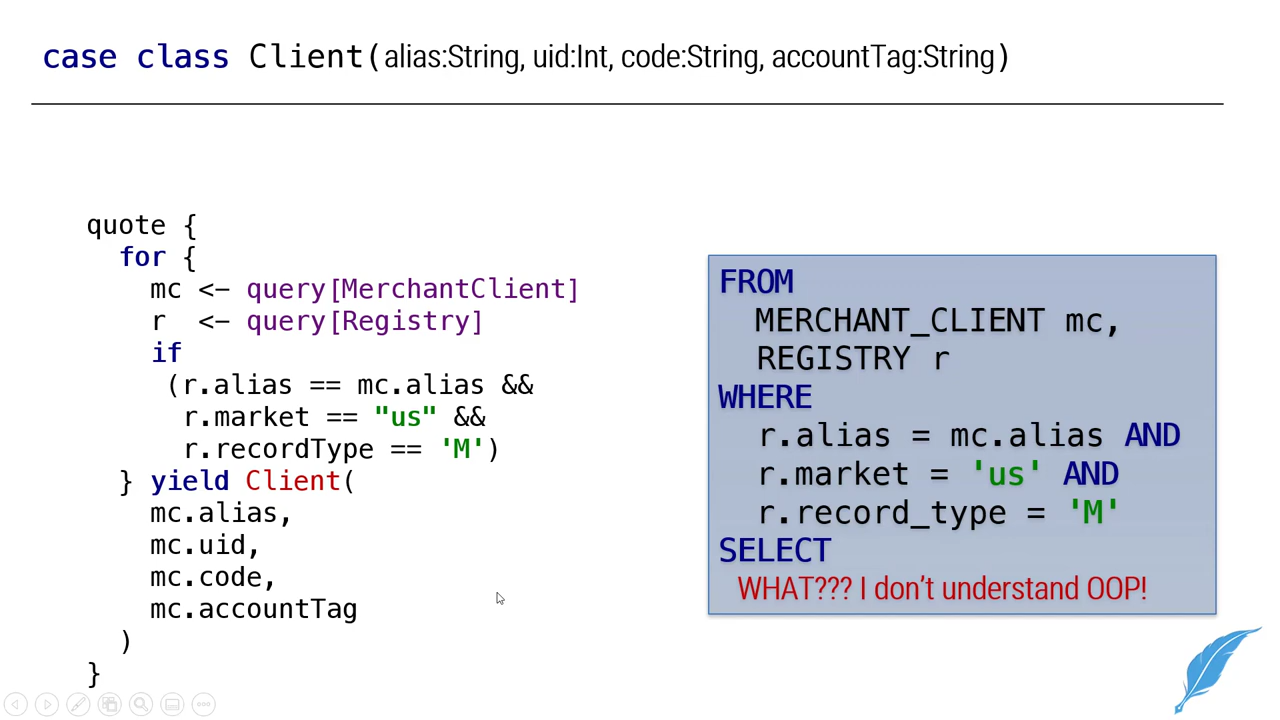 case class Client(alias:String, uid:Int, code:String, accountTag:String)
quote {
  for {
    mc <- query[MerchantClient]
    r  <- query[Registry]
    if
     (r.alias == mc.alias &&
      r.market == "us" &&
      r.recordType == 'M')
  } yield Client(
    mc.alias,
    mc.uid,
    mc.code,
    mc.accountTag
  )
}
FROM
  MERCHANT_CLIENT mc,
  REGISTRY r
WHERE
  r.alias = mc.alias AND
  r.market = 'us' AND
  r.record_type = 'M'
SELECT
  WHAT??? I don’t understand OOP!